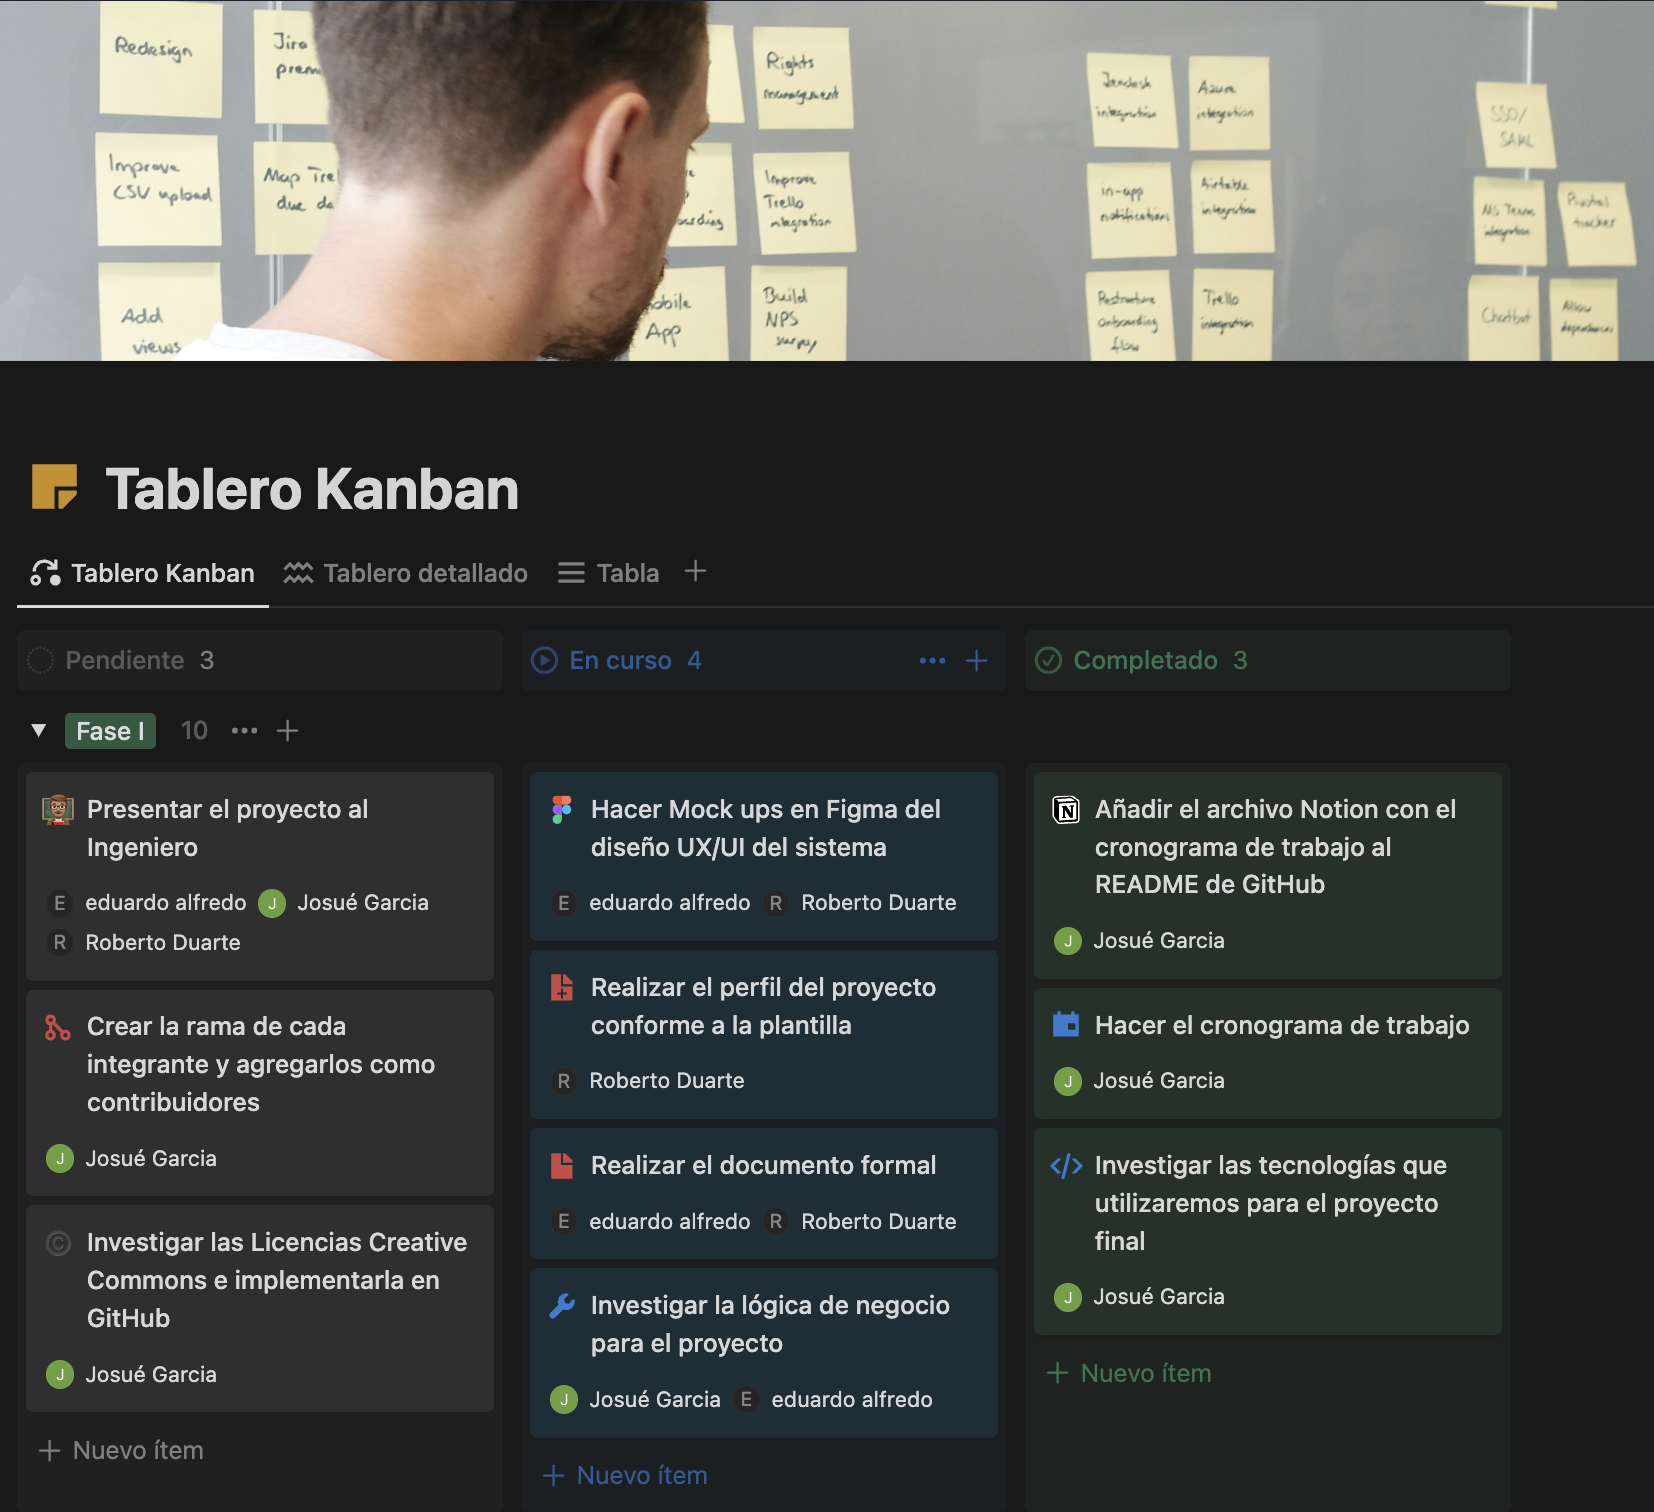 Redesign
Jira
Rights
management
Zendesk
integration
Azure
integration
SSO/
SAML
Improve
CSV upload
Map Tre
due da
Improve
Trello
integration
in-app
notifications
Airtable
integration
MS Teams
integration
Pivotal
tracker
Add
views
obile
App
Build
NPS
survey
Restructure
onboarding
flow
Trello
integration
Chatbot
Allow
dependencies
Tablero Kanban
Tablero Kanban
Tablero detallado
Tabla
Pendiente 3
En curso 4
Completado 3
Fase I 10
Presentar el proyecto al
Ingeniero
E eduardo alfredo J Josué Garcia
R Roberto Duarte
Crear la rama de cada
integrante y agregarlos como
contribuidores
J Josué Garcia
Investigar las Licencias Creative
Commons e implementarla en
GitHub
J Josué Garcia
Nuevo ítem
Hacer Mock ups en Figma del
diseño UX/UI del sistema
E eduardo alfredo R Roberto Duarte
Realizar el perfil del proyecto
conforme a la plantilla
R Roberto Duarte
Realizar el documento formal
E eduardo alfredo R Roberto Duarte
Investigar la lógica de negocio
para el proyecto
J Josué Garcia E eduardo alfredo
Nuevo ítem
Añadir el archivo Notion con el
cronograma de trabajo al
README de GitHub
J Josué Garcia
Hacer el cronograma de trabajo
J Josué Garcia
Investigar las tecnologías que
utilizaremos para el proyecto
final
J Josué Garcia
Nuevo ítem